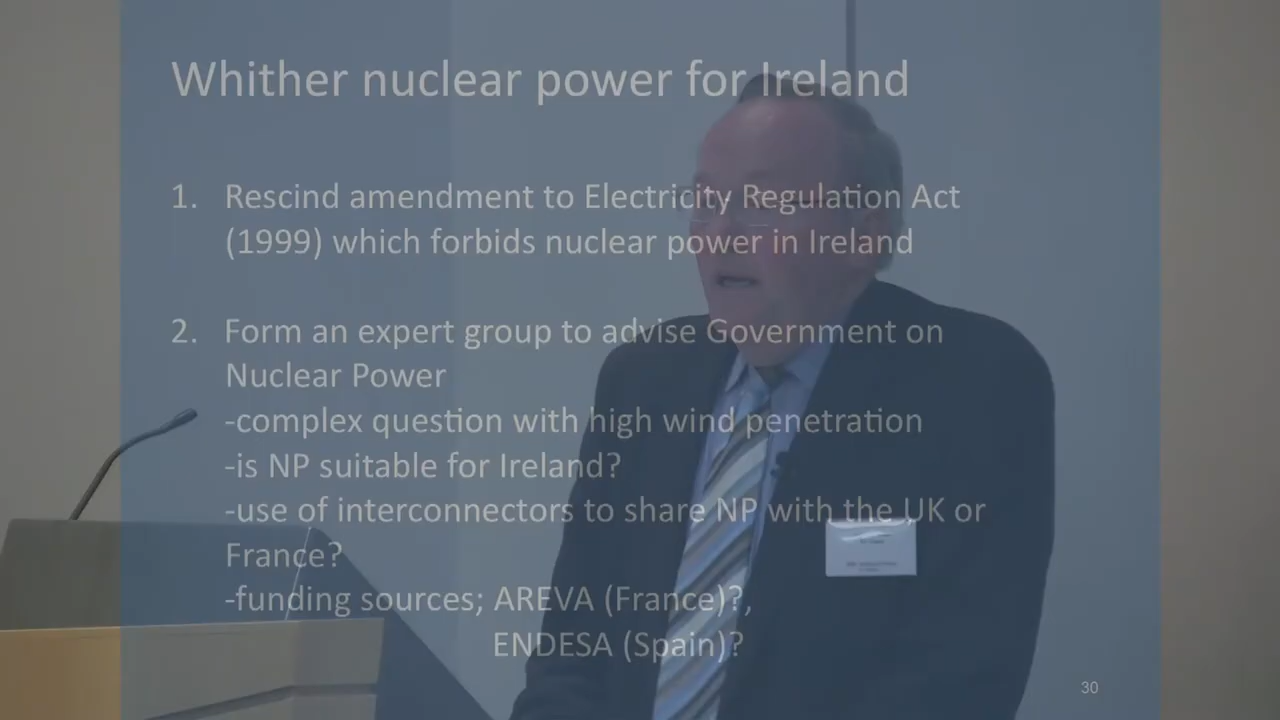 Whither nuclear power for Ireland
1. Rescind amendment to Electricity Regulation Act
(1999) which forbids nuclear power in Ireland
2. Form an expert group to advise Government on
Nuclear Power
-complex question with high wind penetration
-is NP suitable for Ireland?
-use of interconnectors to share NP with the UK or
France?
-funding sources; AREVA (France)?,
ENDESA (Spain)?
30